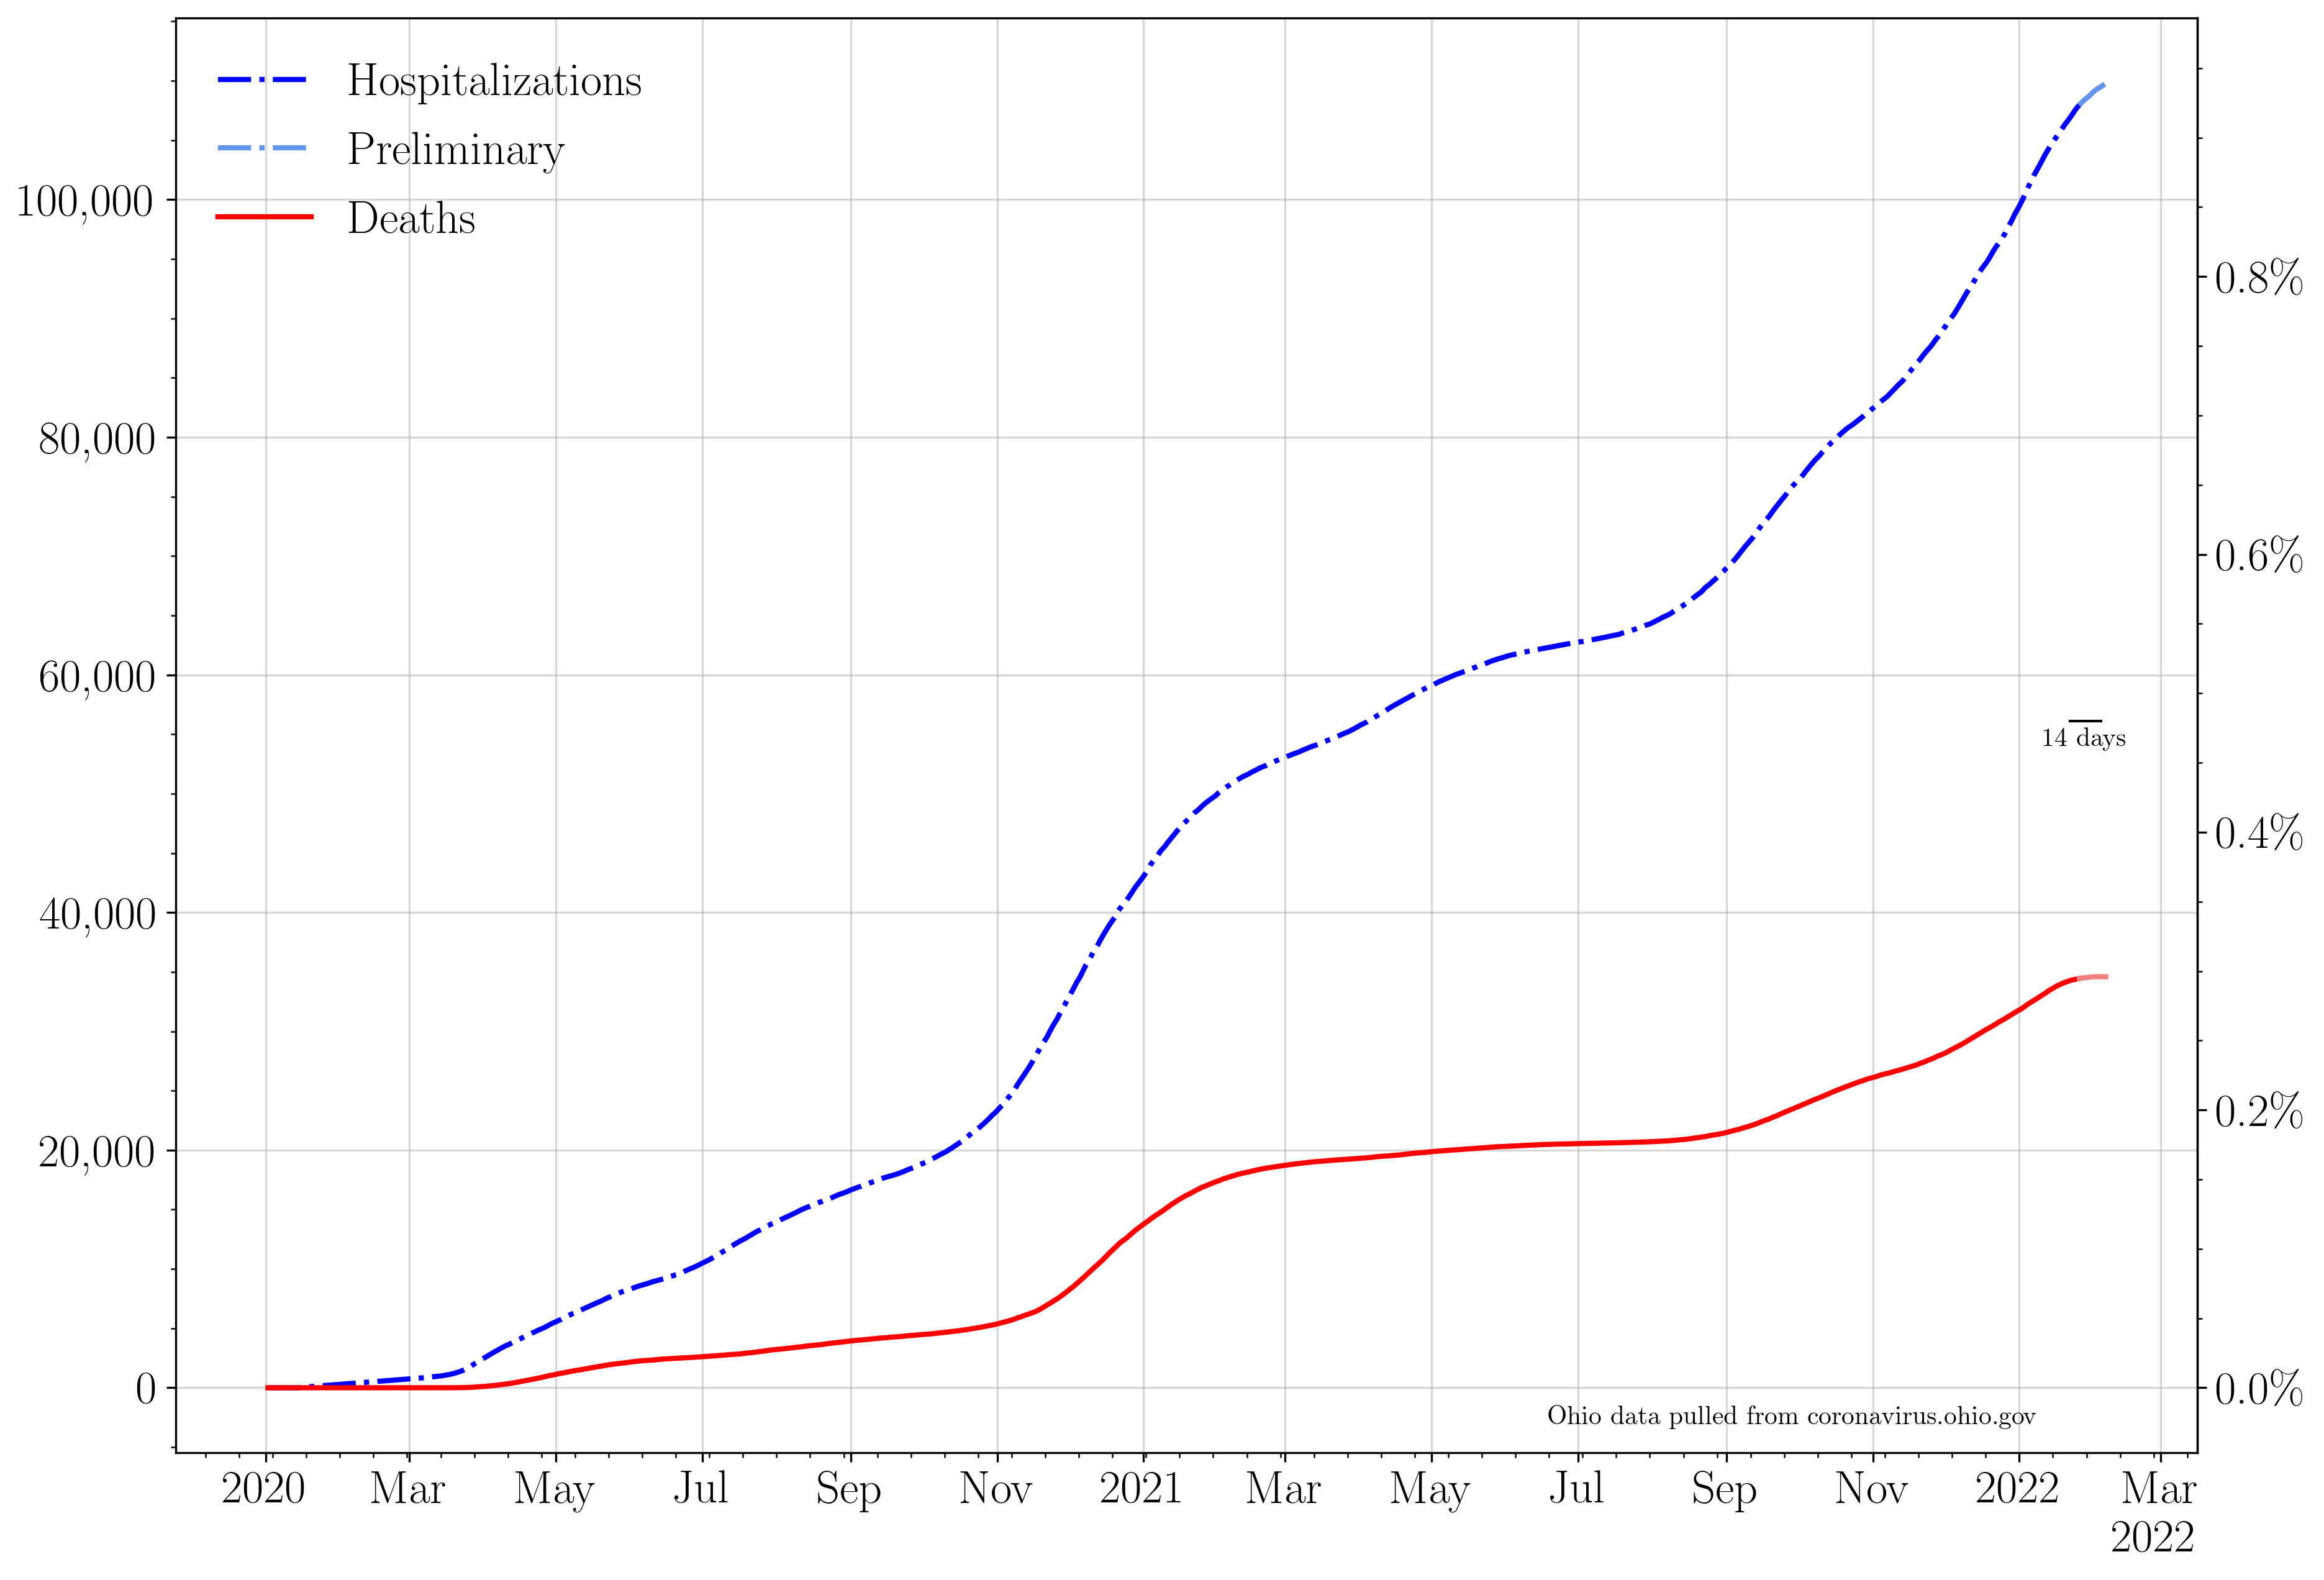 Hospitalizations
Preliminary
Deaths
100,000
80,000
60,000
40,000
20,000
0
0.8%
0.6%
0.4%
0.2%
0.0%
14 days
Ohio data pulled from coronavirus.ohio.gov
2020 Mar May Jul Sep Nov 2021 Mar May Jul Sep Nov 2022 Mar
2022